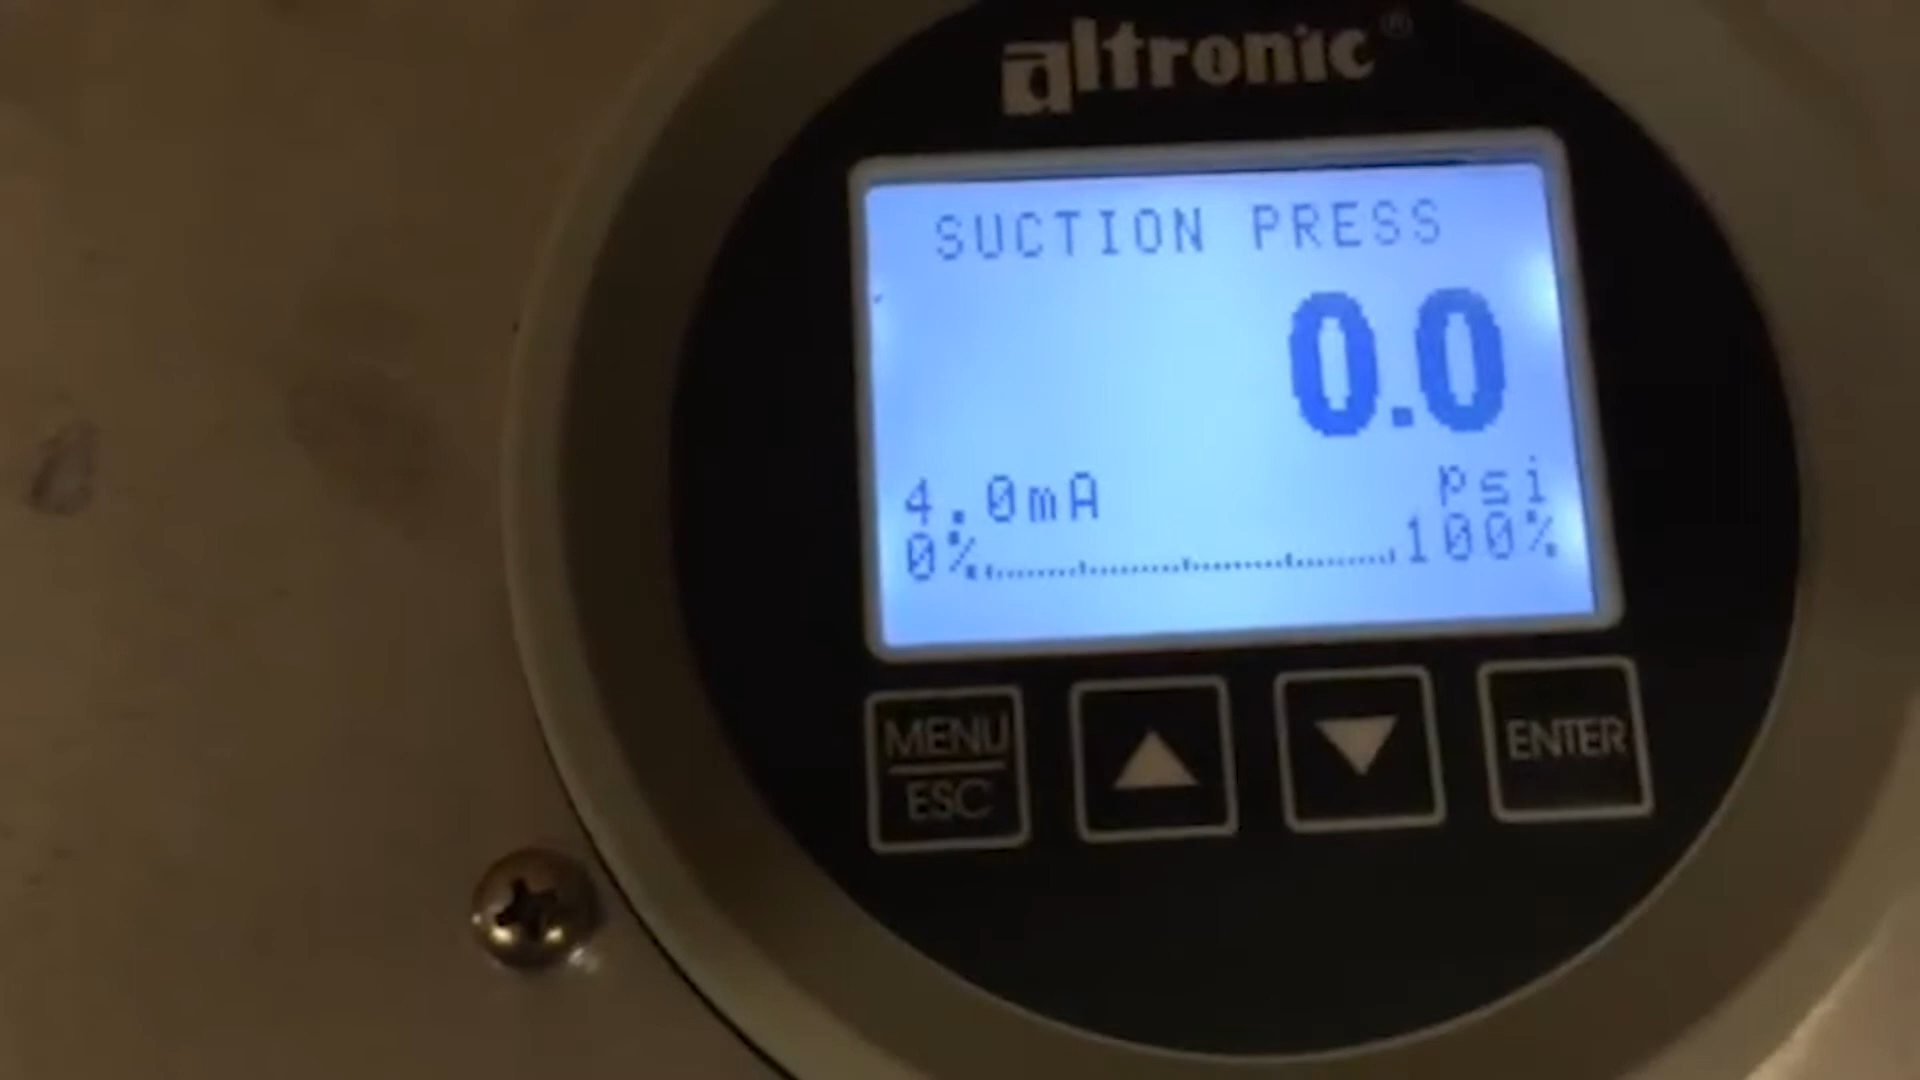 altronic®
SUCTION PRESS
0.0
4.0mA psi
0% 100%
MENU ENTER
ESC